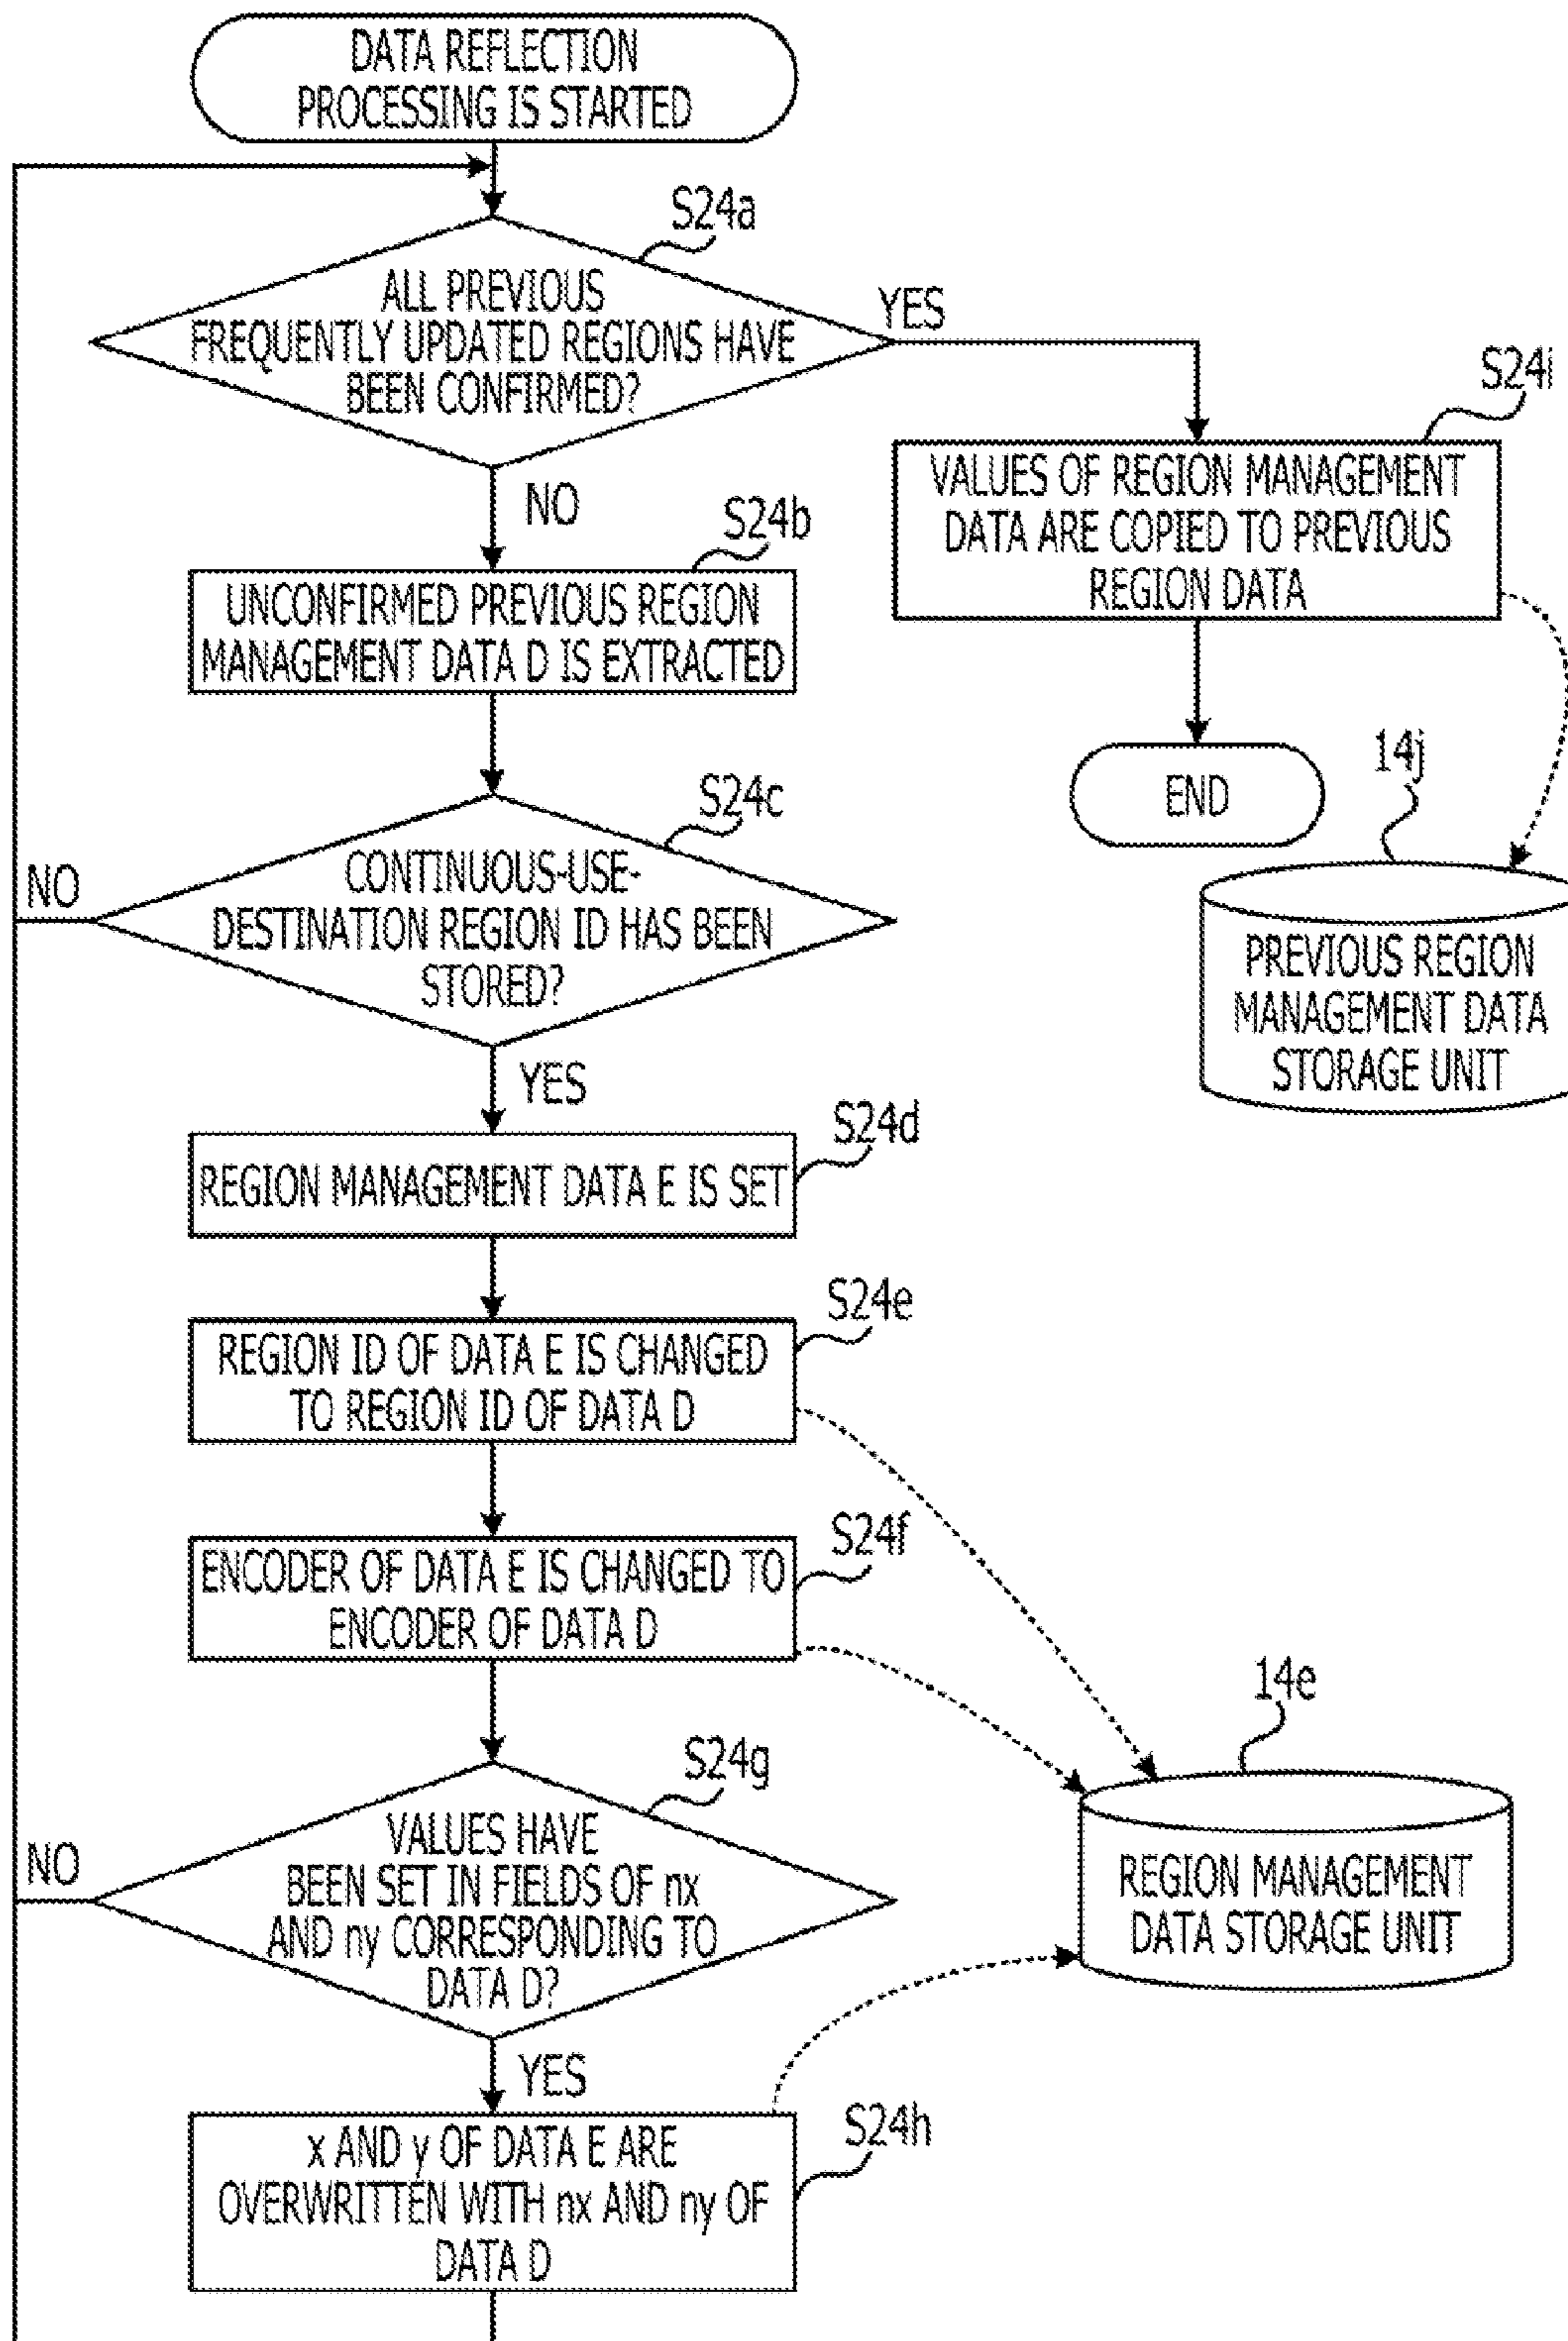 DATA REFLECTION
PROCESSING IS STARTED
S24a
ALL PREVIOUS
FREQUENTLY UPDATED REGIONS HAVE
BEEN CONFIRMED?
YES
NO
S24i
VALUES OF REGION MANAGEMENT
DATA ARE COPIED TO PREVIOUS
REGION DATA
S24b
UNCONFIRMED PREVIOUS REGION
MANAGEMENT DATA D IS EXTRACTED
END
14j
PREVIOUS REGION
MANAGEMENT DATA
STORAGE UNIT
S24c
NO
CONTINUOUS-USE-
DESTINATION REGION ID HAS BEEN
STORED?
YES
S24d
REGION MANAGEMENT DATA E IS SET
S24e
REGION ID OF DATA E IS CHANGED
TO REGION ID OF DATA D
S24f
ENCODER OF DATA E IS CHANGED TO
ENCODER OF DATA D
14e
REGION MANAGEMENT
DATA STORAGE UNIT
S24g
NO
VALUES HAVE
BEEN SET IN FIELDS OF nx
AND ny CORRESPONDING TO
DATA D?
YES
S24h
x AND y OF DATA E ARE
OVERWRITTEN WITH nx AND ny OF
DATA D